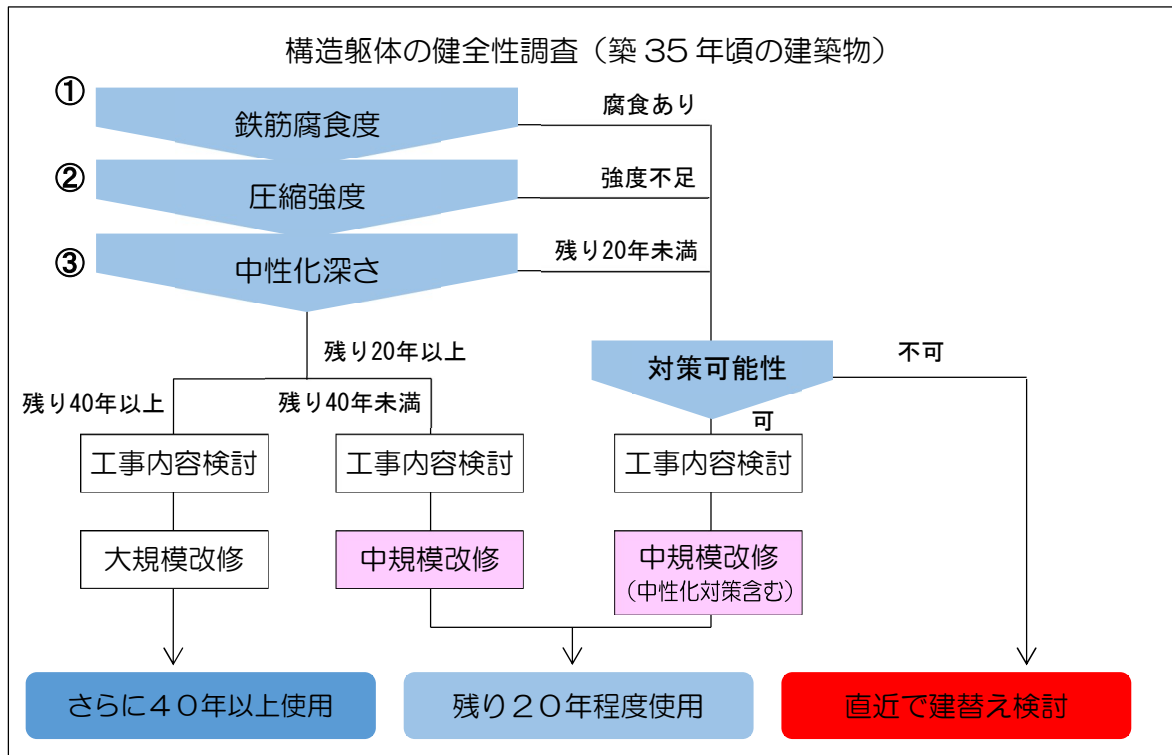 構造躯体の健全性調査（築 35 年頃の建築物）
①
鉄筋腐食度
腐食あり
②
圧縮強度
強度不足
③
中性化深さ
残り20年未満
残り20年以上
対策可能性
不可
残り40年以上
残り40年未満
可
工事内容検討
工事内容検討
工事内容検討
大規模改修
中規模改修
中規模改修
（中性化対策含む）
さらに４０年以上使用
残り２０年程度使用
直近で建替え検討